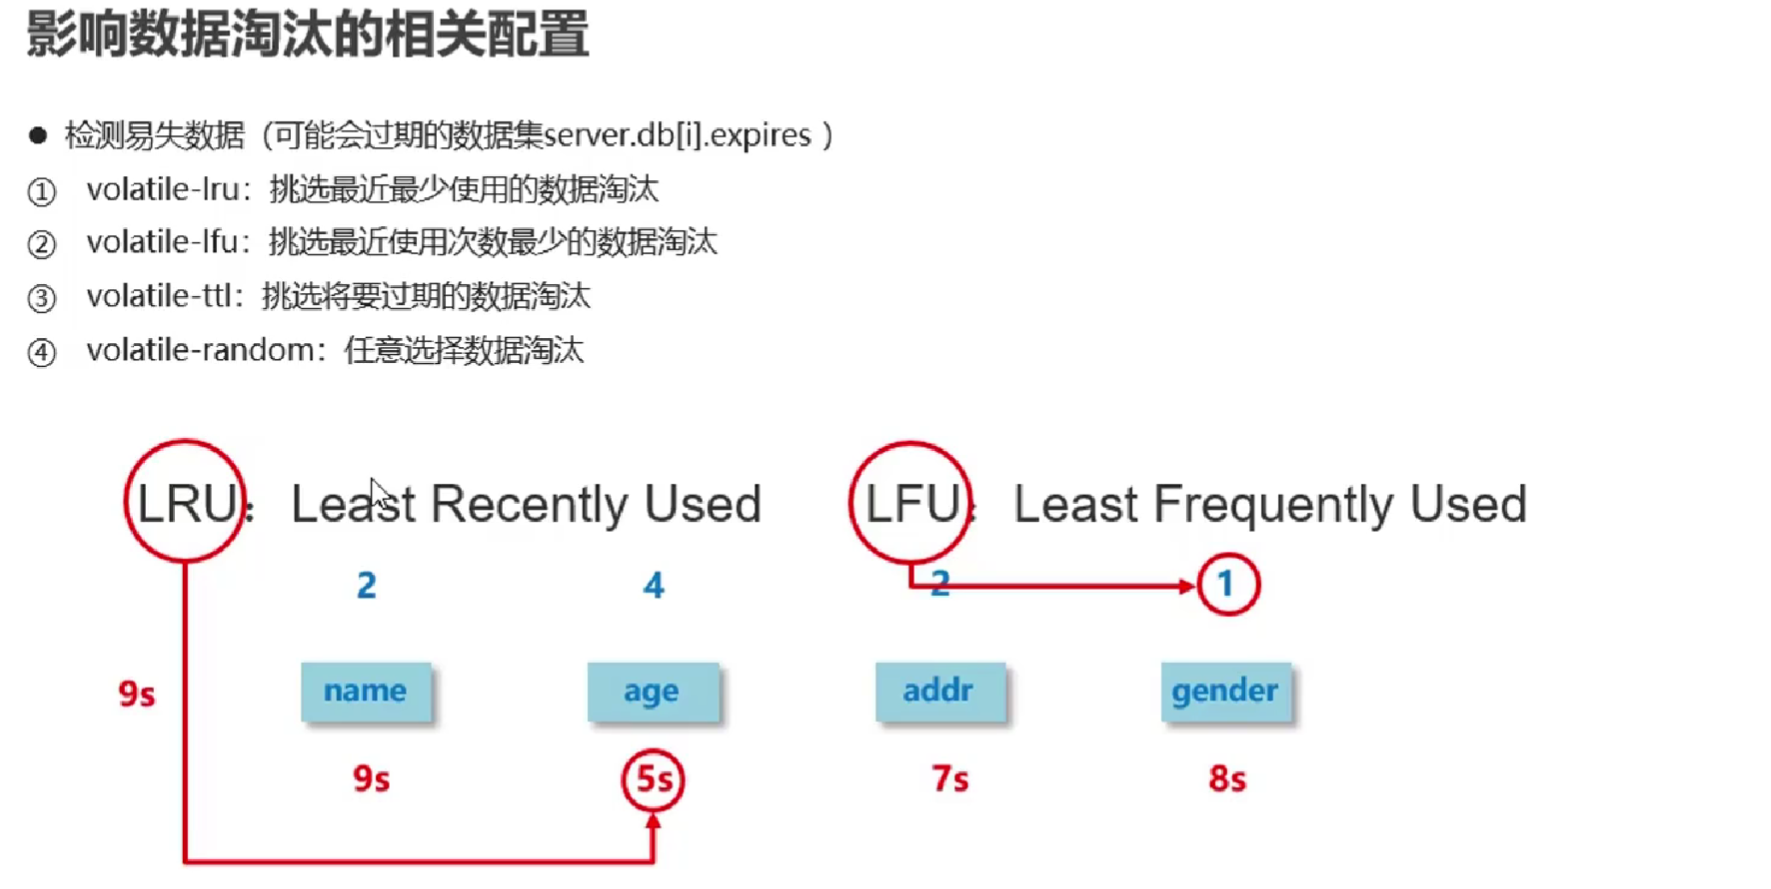 影响数据淘汰的相关配置
● 检测易失数据（可能会过期的数据集server.db[i].expires ）
① volatile-lru：挑选最近最少使用的数据淘汰
② volatile-lfu：挑选最近使用次数最少的数据淘汰
③ volatile-ttl：挑选将要过期的数据淘汰
④ volatile-random：任意选择数据淘汰
LRU： Least Recently Used LFU： Least Frequently Used
2 4 2 1
9s name age addr gender
9s 5s 7s 8s